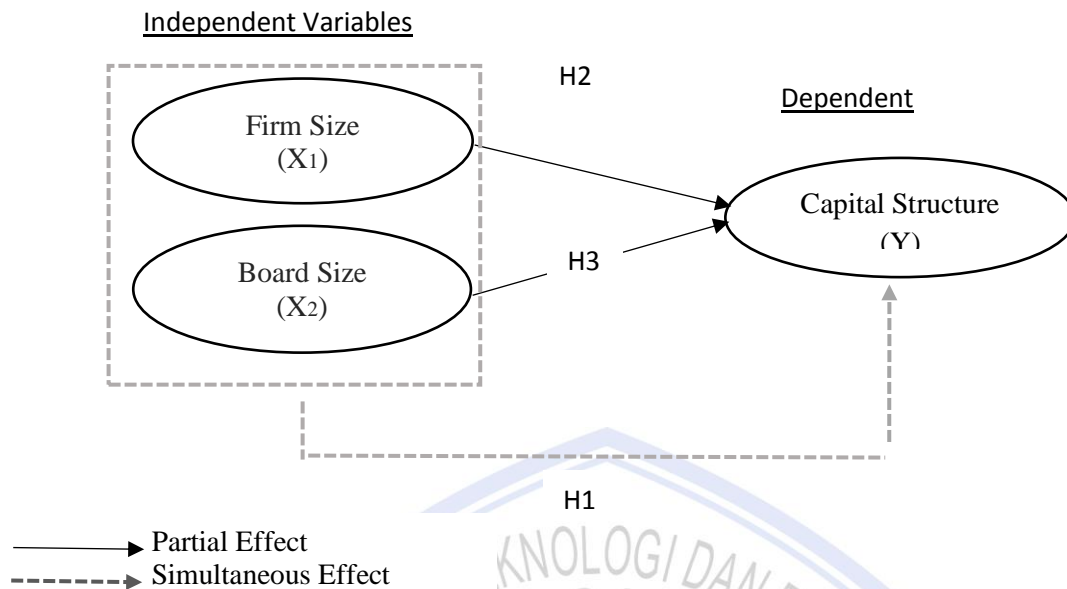 Independent Variables
H2
Dependent
Firm Size
(X1)
Capital Structure
(Y)
H3
Board Size
(X2)
H1
Partial Effect
Simultaneous Effect
KNOLOGI DAN